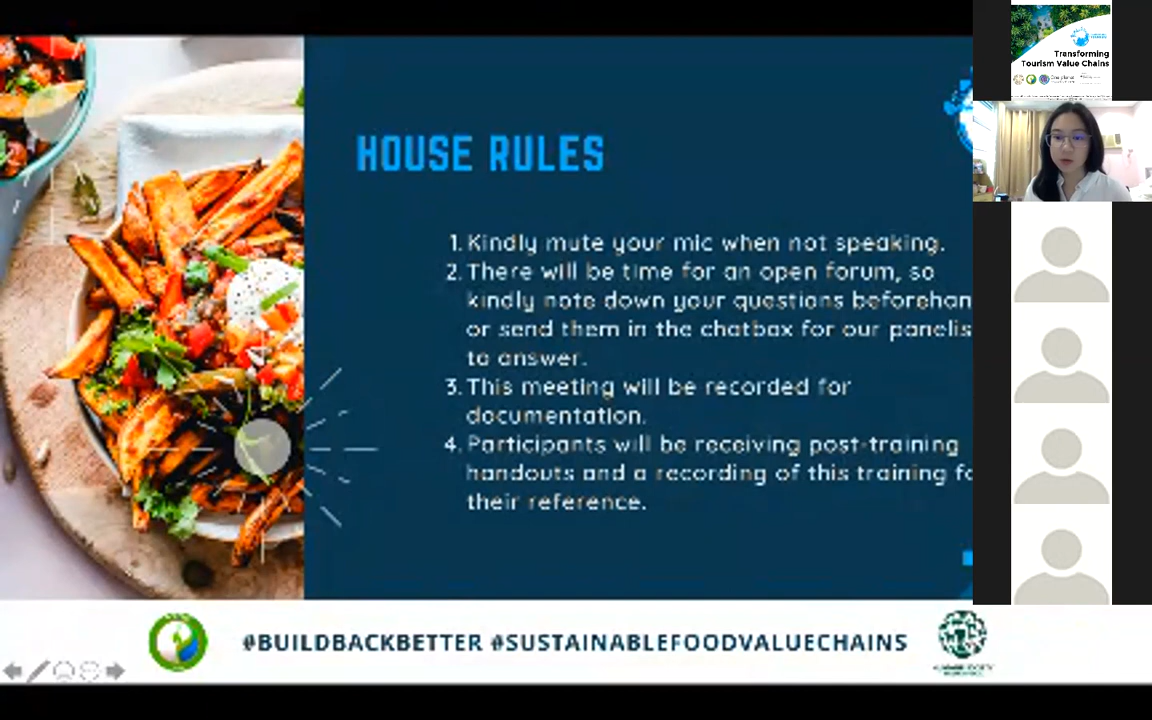 HOUSE RULES
1. Kindly mute your mic when not speaking.
2. There will be time for an open forum, so
kindly note down your questions beforehan
or send them in the chatbox for our panelis
to answer.
3. This meeting will be recorded for
documentation.
4. Participants will be receiving post-training
handouts and a recording of this training fo
their reference.
#BUILDBACKBETTER #SUSTAINABLEFOODVALUECHAINS
Transforming
Tourism Value Chains